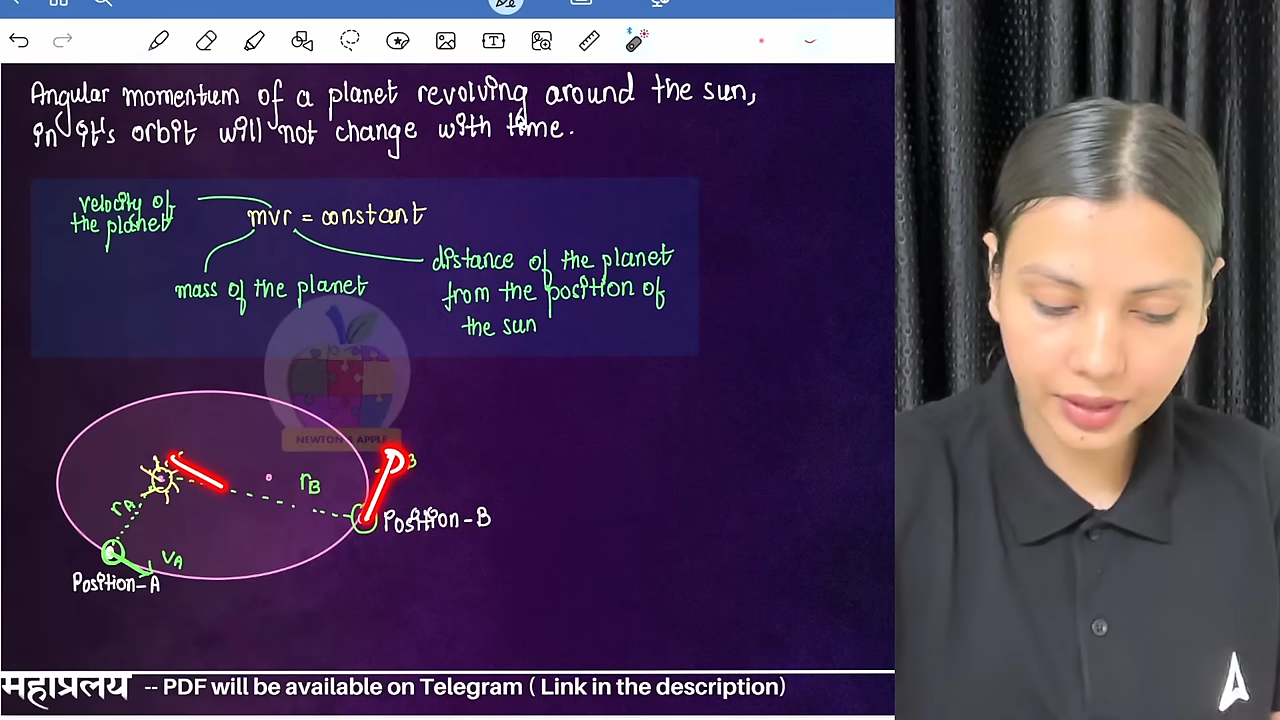 Angular momentum of a planet revolving around the sun,
in it's orbit will not change with time.
velocity of
the planet
mvr = constant
mass of the planet
distance of the planet
from the position of
the sun
NEWTON'S APPLE
rA
rB
Position-B
vA
Position-A
महाप्रलय -- PDF will be available on Telegram ( Link in the description)